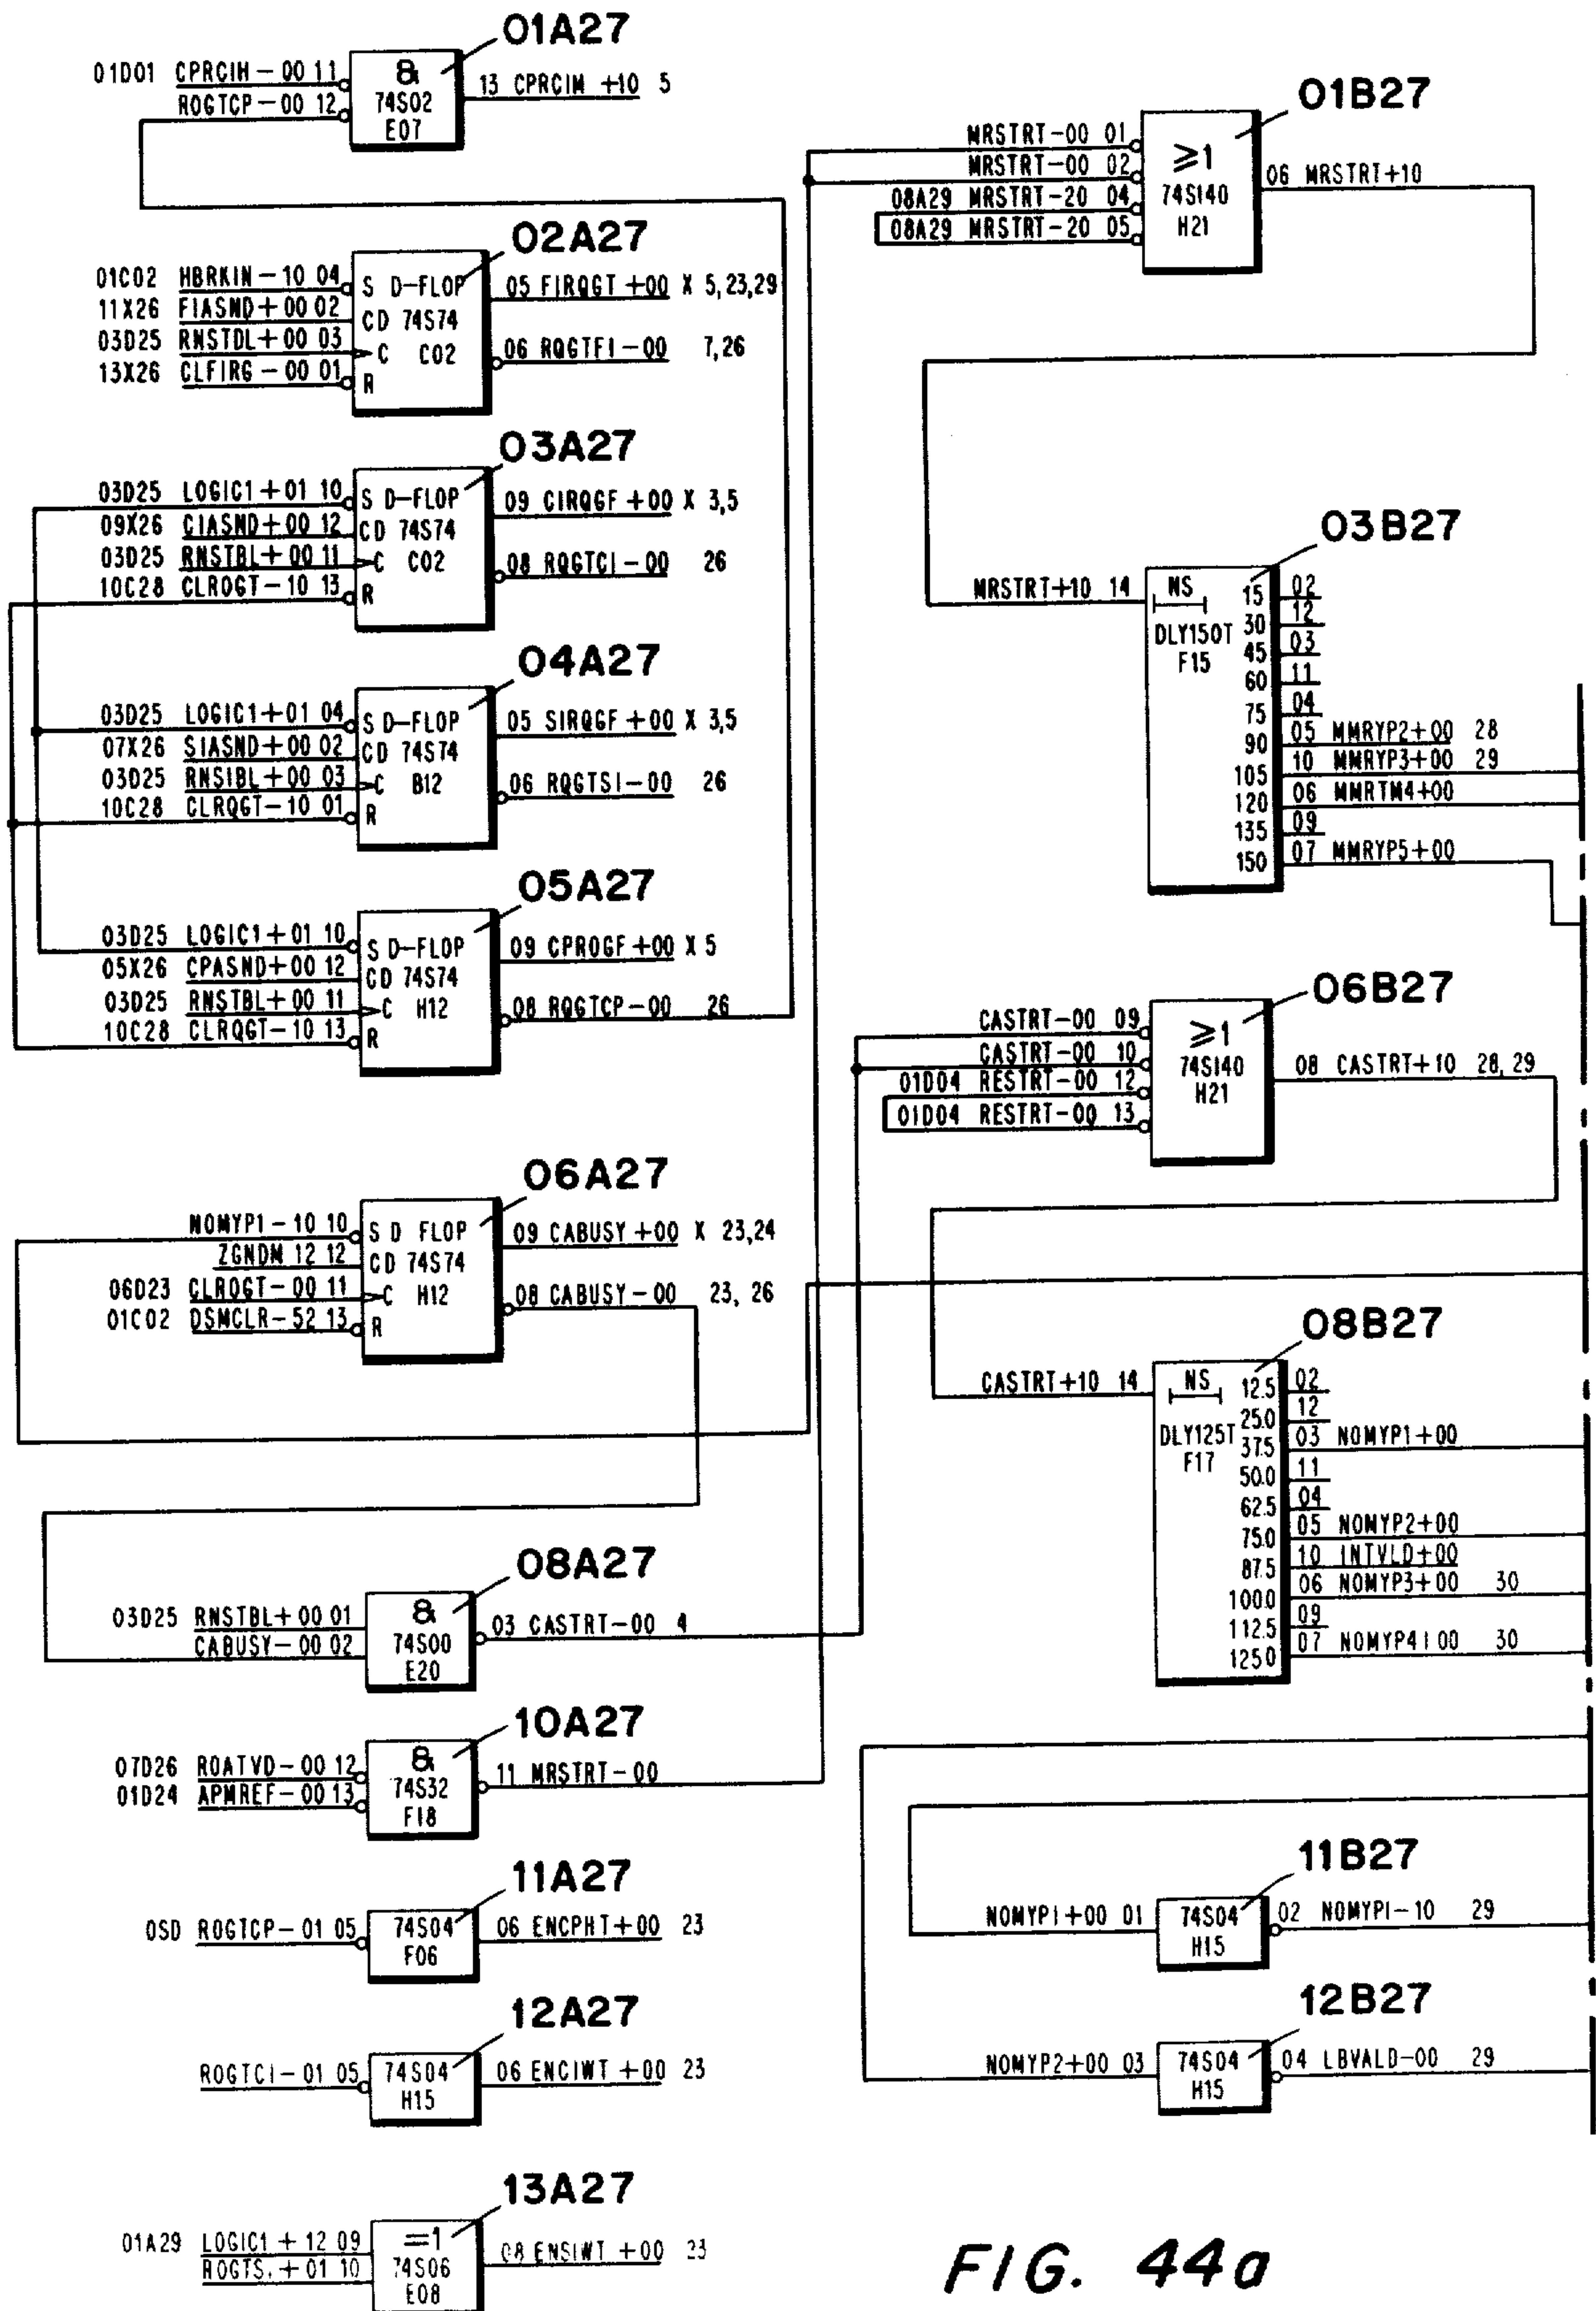 01A27
01D01 CPRCIH-00 11
ROGTCP-00 12
&
74S02
E07
13 CPRCIM +10 5
02A27
01C02 HBRKIN-10 04
11X26 FIASND+00 02
03D25 RNSTDL+00 03
13X26 CLFIRG-00 01
S D-FLOP
CD 74S74
C C02
R
05 FIRQGT +00 X 5,23,29
06 RQGTFI-00 7,26
03A27
03D25 LOGIC1+01 10
09X26 CIASND+00 12
03D25 RNSTBL+00 11
10C28 CLROGT-10 13
S D-FLOP
CD 74S74
C C02
R
09 CIRQGF +00 X 3,5
08 RQGTCI-00 26
04A27
03D25 LOGIC1+01 04
07X26 SIASND+00 02
03D25 RNSIBL+00 03
10C28 CLRQGT-10 01
S D-FLOP
CD 74S74
C B12
R
05 SIRQGF+00 X 3,5
06 RQGTSI-00 26
05A27
03D25 LOGIC1+01 10
05X26 CPASND+00 12
03D25 RNSTBL+00 11
10C28 CLRQGT-10 13
S D-FLOP
CD 74S74
C H12
R
09 CPROGF+00 X 5
08 RQGTCP-00 26
06A27
NOMYP1-10 10
ZGNDM 12 12
06D23 CLROGT-00 11
01C02 DSMCLR-52 13
S D FLOP
CD 74S74
C H12
R
09 CABUSY +00 X 23,24
08 CABUSY-00 23, 26
08A27
03D25 RNSTBL+00 01
CABUSY-00 02
&
74S00
E20
03 CASTRT-00 4
10A27
07D26 ROATVD-00 12
01D24 APMREF-00 13
&
74S32
F18
11 MRSTRT-00
11A27
0SD ROGTCP-01 05
74S04
F06
06 ENCPHT+00 23
12A27
ROGTCI-01 05
74S04
H15
06 ENCIWT +00 23
13A27
01A29 LOGIC1 + 12 09
ROGTS. + 01 10
=1
74S06
E08
08 ENSIWT +00 23
01B27
MRSTRT-00 01
MRSTRT-00 02
08A29 MRSTRT-20 04
08A29 MRSTRT-20 05
≥1
74S140
H21
06 MRSTRT+10
03B27
MRSTRT+10 14
NS
DLY150T
F15
15 02
30 12
45 03
60 11
75 04
90 05 MMRYP2+00 28
105 10 MMRYP3+00 29
120 06 MMRTM4+00
135 09
150 07 MMRYP5+00
06B27
CASTRT-00 09
CASTRT-00 10
01D04 RESTRT-00 12
01D04 RESTRT-00 13
≥1
74S140
H21
08 CASTRT+10 28,29
08B27
CASTRT+10 14
NS
DLY125T
F17
12.5 02
25.0 12
37.5 03 NOMYP1+00
50.0 11
62.5 04
75.0 05 NOMYP2+00
87.5 10 INTVLD+00
100.0 06 NOMYP3+00 30
112.5 09
125.0 07 NOMYP4+00 30
11B27
NOMYP1+00 01
74S04
H15
02 NOMYP1-10 29
12B27
NOMYP2+00 03
74S04
H15
04 LBVALD-00 29
FIG. 44a